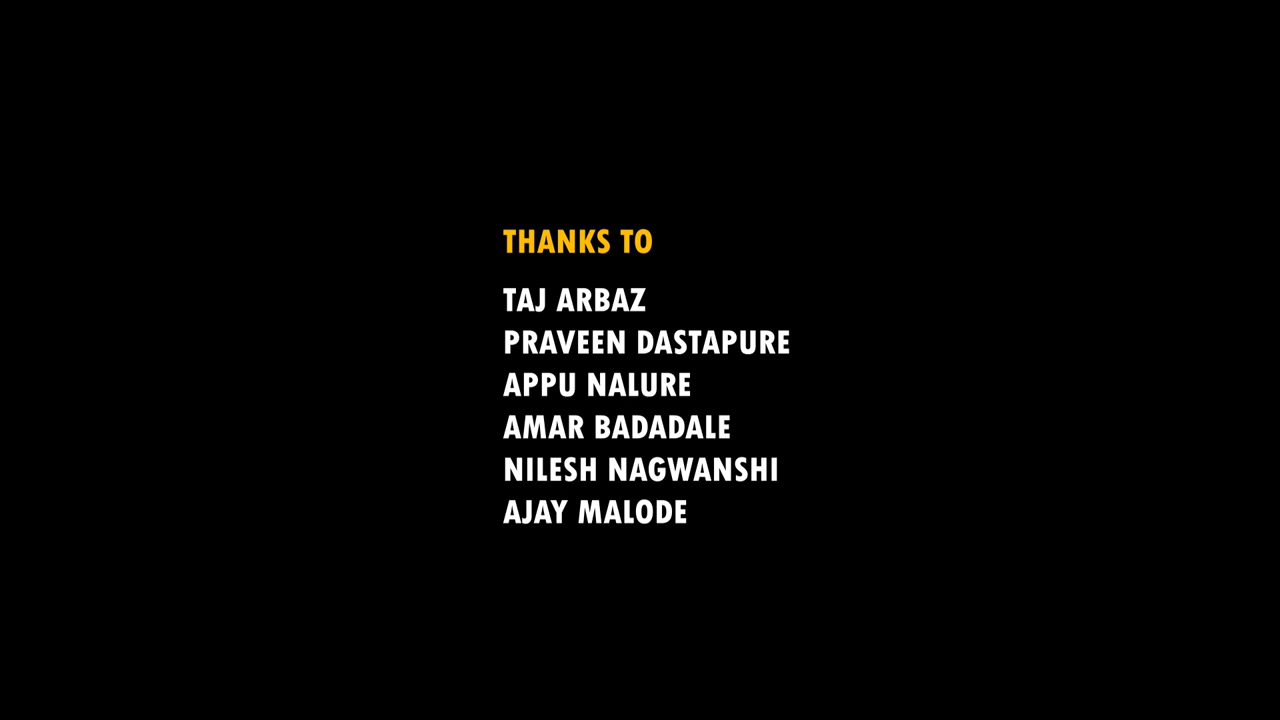 THANKS TO
TAJ ARBAZ
PRAVEEN DASTAPURE
APPU NALURE
AMAR BADADALE
NILESH NAGWANSHI
AJAY MALODE